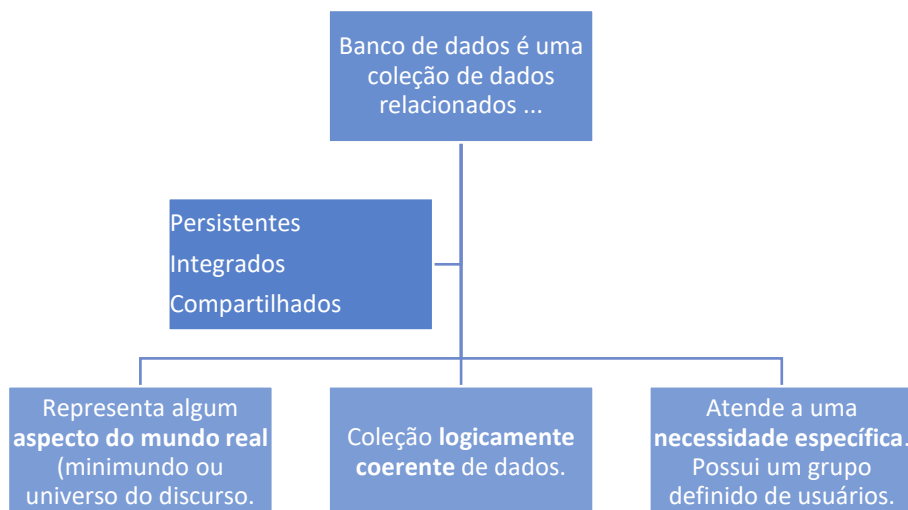 Banco de dados é uma
coleção de dados
relacionados ...
Persistentes
Integrados
Compartilhados
Representa algum
aspecto do mundo real
(minimundo ou
universo do discurso.
Coleção logicamente
coerente de dados.
Atende a uma
necessidade específica.
Possui um grupo
definido de usuários.